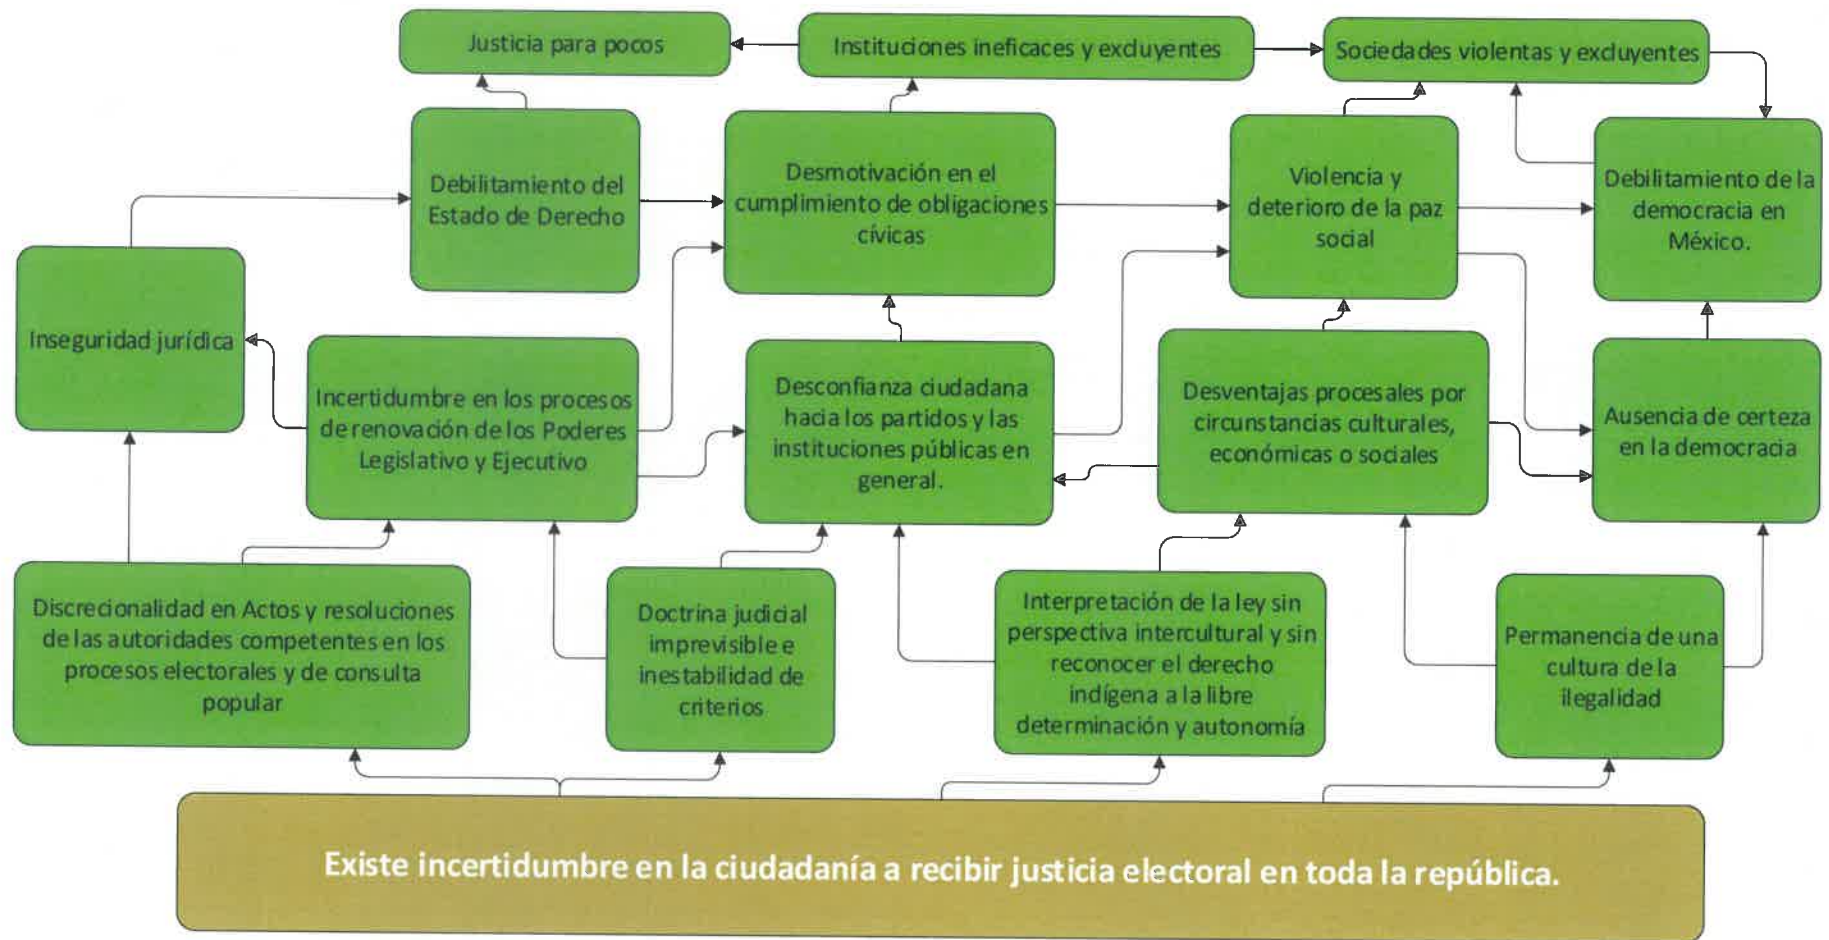 Justicia para pocos
Instituciones ineficaces y excluyentes
Sociedades violentas y excluyentes
Debilitamiento del
Estado de Derecho
Desmotivación en el
cumplimiento de obligaciones
cívicas
Violencia y
deterioro de la paz
social
Debilitamiento de la
democracia en
México.
Inseguridad jurídica
Incertidumbre en los procesos
de renovación de los Poderes
Legislativo y Ejecutivo
Desconfianza ciudadana
hacia los partidos y las
instituciones públicas en
general.
Desventajas procesales por
circunstancias culturales,
económicas o sociales
Ausencia de certeza
en la democracia
Discrecionalidad en Actos y resoluciones
de las autoridades competentes en los
procesos electorales y de consulta
popular
Doctrina judicial
imprevisible e
inestabilidad de
criterios
Interpretación de la ley sin
perspectiva intercultural y sin
reconocer el derecho
indígena a la libre
determinación y autonomía
Permanencia de una
cultura de la
ilegalidad
Existe incertidumbre en la ciudadanía a recibir justicia electoral en toda la república.